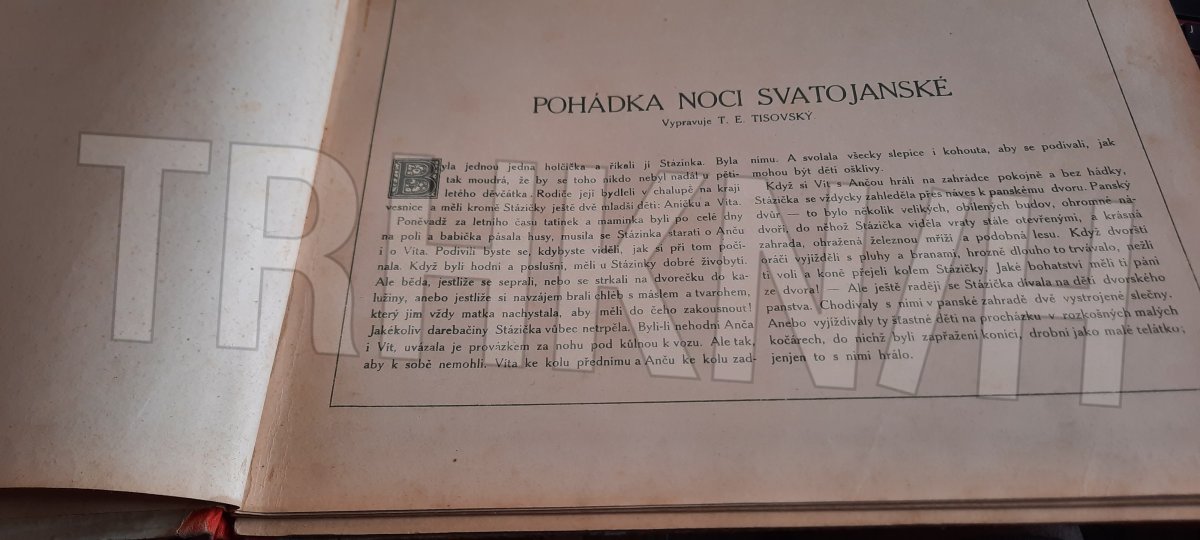 POHÁDKA NOCI SVATOJANSKÉ
Vypravuje T. E. TISOVSKÝ
Byla jednou jedna holčička a říkali jí Stázinka. Byla
tak moudrá, že by se toho nikdo nebyl nadál u pěti-
letého děvčátka. Rodiče její bydleli v chalupě na kraji
vesnice a měli kromě Stázičky ještě dvě mladší děti: Aničku a Víta.
Poněvadž za letního času tatínek a maminka byli po celé dny
na poli a babička pásala husy, musila se Stázinka starati o Anču
i o Víta. Podivili byste se, kdybyste viděli, jak si při tom poči-
nala. Když byli hodni a poslušni, měli u Stázinky dobré živobytí.
Ale běda, jestliže se seprali, nebo se strkali na dvorečku do ka-
lužiny, anebo jestliže si navzájem brali chléb s máslem a tvarohem,
který jim vždy matka nachystala, aby měli do čeho zakousnout!
Jakékoliv darebačiny Stázička vůbec netrpěla. Byli-li nehodní Anča
i Vít, uvázala je provázkem za nohu pod kůlnou k vozu. Ale tak,
aby k sobě nemohli. Víta ke kolu přednímu a Anču ke kolu zad-
nímu. A svolala všecky slepice i kohouta, aby se podívali, jak
mohou být děti ošklivy.
Když si Vít s Ančou hráli na zahrádce pokojně a bez hádky,
Stázička se vždycky zahleděla přes náves k panskému dvoru. Panský
dvůr — to bylo několik velikých, obílených budov, ohromné ná-
dvoří, do něhož Stázička viděla vraty stále otevřenými, a krásná
zahrada, ohražená železnou mříží a podobná lesu. Když dvorští
oráči vyjížděli s pluhy a branami, hrozně dlouho to trvávalo, nežli
ti voli a koně přejeli kolem Stázičky. Jaké bohatství měli ti páni
ze dvora! — Ale ještě raději se Stázička dívala na děti dvorského
panstva. Chodívaly s nimi v panské zahradě dvě vystrojené slečny.
Anebo vyjíždívaly ty šťastné děti na procházku v rozkošných malých
kočárech, do nichž byli zapřaženi koníci, drobní jako malé telátko;
jenjen to s nimi hrálo.
TRHKNIH